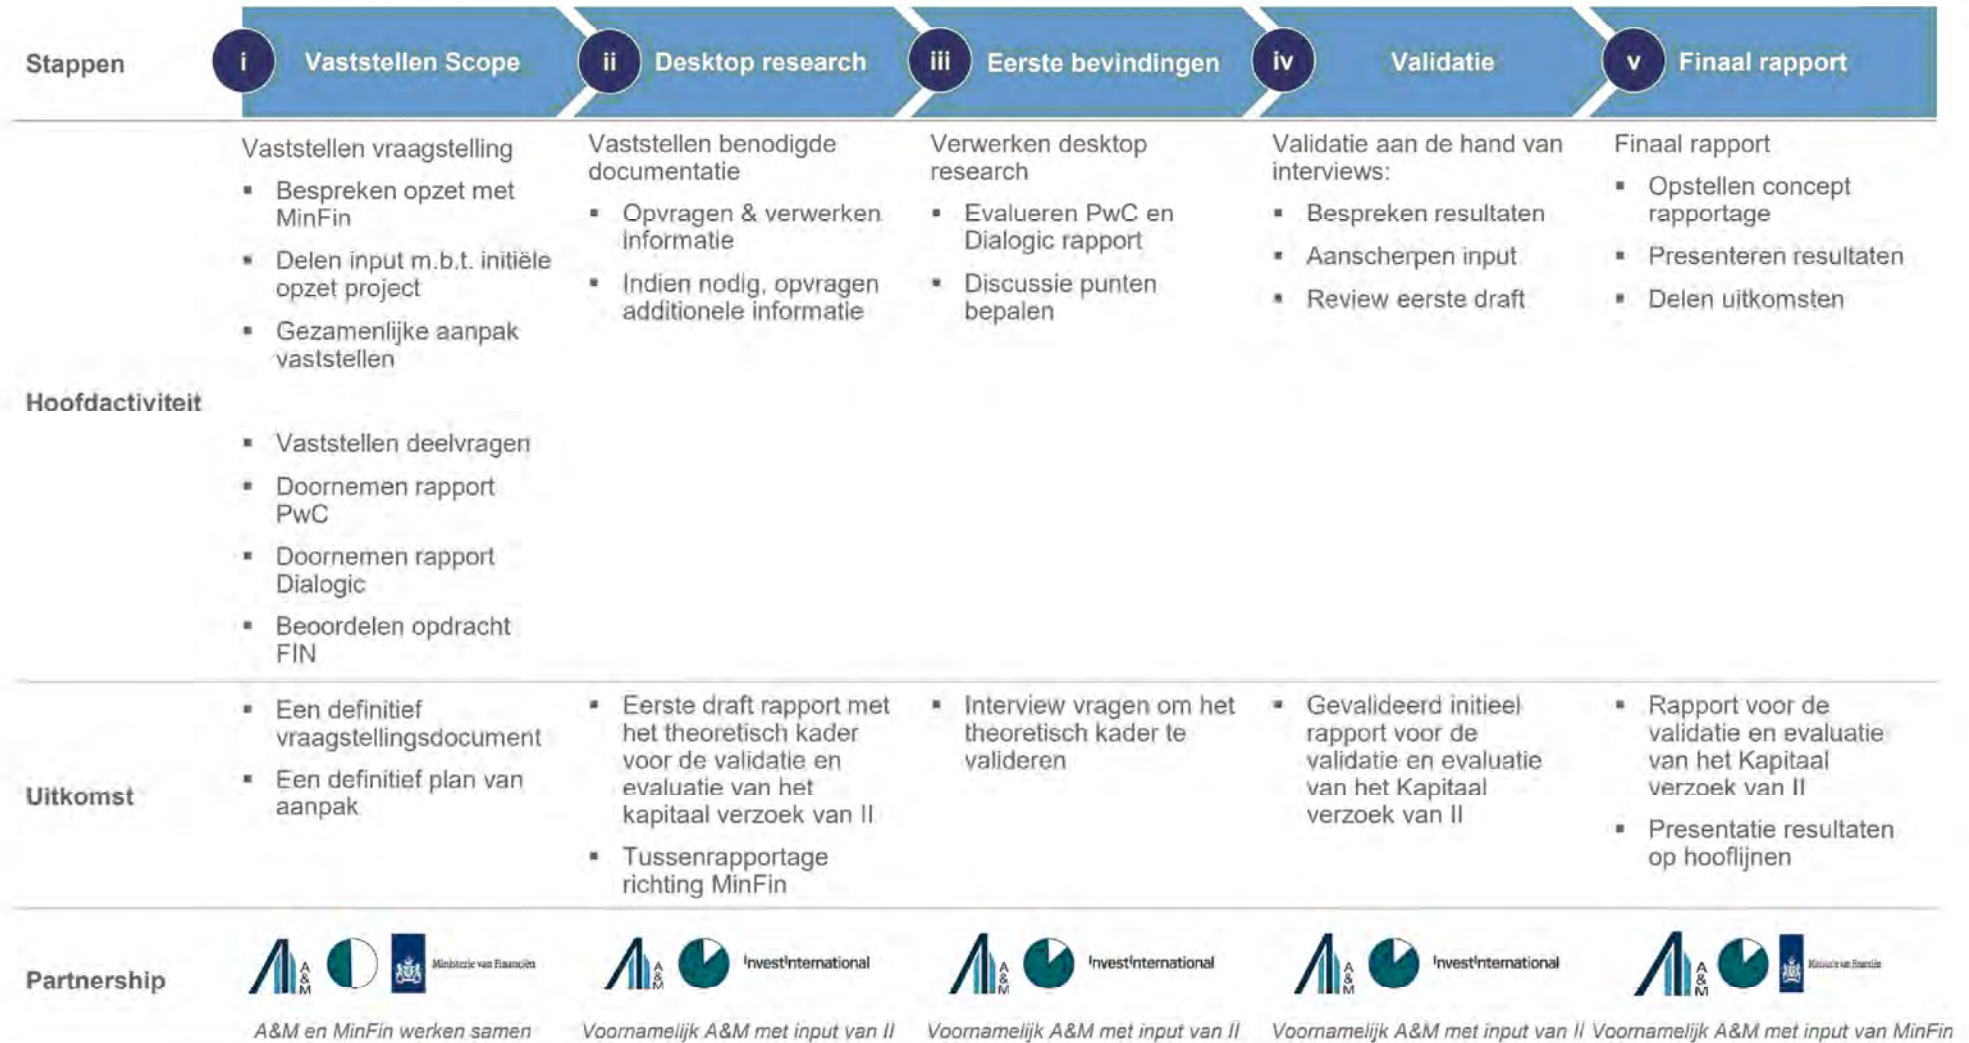 Stappen
i
Vaststellen Scope
ii
Desktop research
iii
Eerste bevindingen
iv
Validatie
v
Finaal rapport
Hoofdactiviteit
Vaststellen vraagstelling
▪ Bespreken opzet met
MinFin
▪ Delen input m.b.t. initiële
opzet project
▪ Gezamenlijke aanpak
vaststellen
▪ Vaststellen deelvragen
▪ Doornemen rapport
PwC
▪ Doornemen rapport
Dialogic
▪ Beoordelen opdracht
FIN
Vaststellen benodigde
documentatie
▪ Opvragen & verwerken
informatie
▪ Indien nodig, opvragen
additionele informatie
Verwerken desktop
research
▪ Evalueren PwC en
Dialogic rapport
▪ Discussie punten
bepalen
Validatie aan de hand van
interviews:
▪ Bespreken resultaten
▪ Aanscherpen input
▪ Review eerste draft
Finaal rapport
▪ Opstellen concept
rapportage
▪ Presenteren resultaten
▪ Delen uitkomsten
Uitkomst
▪ Een definitief
vraagstellingsdocument
▪ Een definitief plan van
aanpak
▪ Eerste draft rapport met
het theoretisch kader
voor de validatie en
evaluatie van het
kapitaal verzoek van II
▪ Tussenrapportage
richting MinFin
▪ Interview vragen om het
theoretisch kader te
valideren
▪ Gevalideerd initieel
rapport voor de
validatie en evaluatie
van het Kapitaal
verzoek van II
▪ Rapport voor de
validatie en evaluatie
van het Kapitaal
verzoek van II
▪ Presentatie resultaten
op hooflijnen
Partnership
A&M
Ministerie van Financiën
A&M en MinFin werken samen
A&M
InvestInternational
Voornamelijk A&M met input van II
A&M
InvestInternational
Voornamelijk A&M met input van II
A&M
InvestInternational
Voornamelijk A&M met input van II
A&M
Ministerie van Financiën
Voornamelijk A&M met input van MinFin